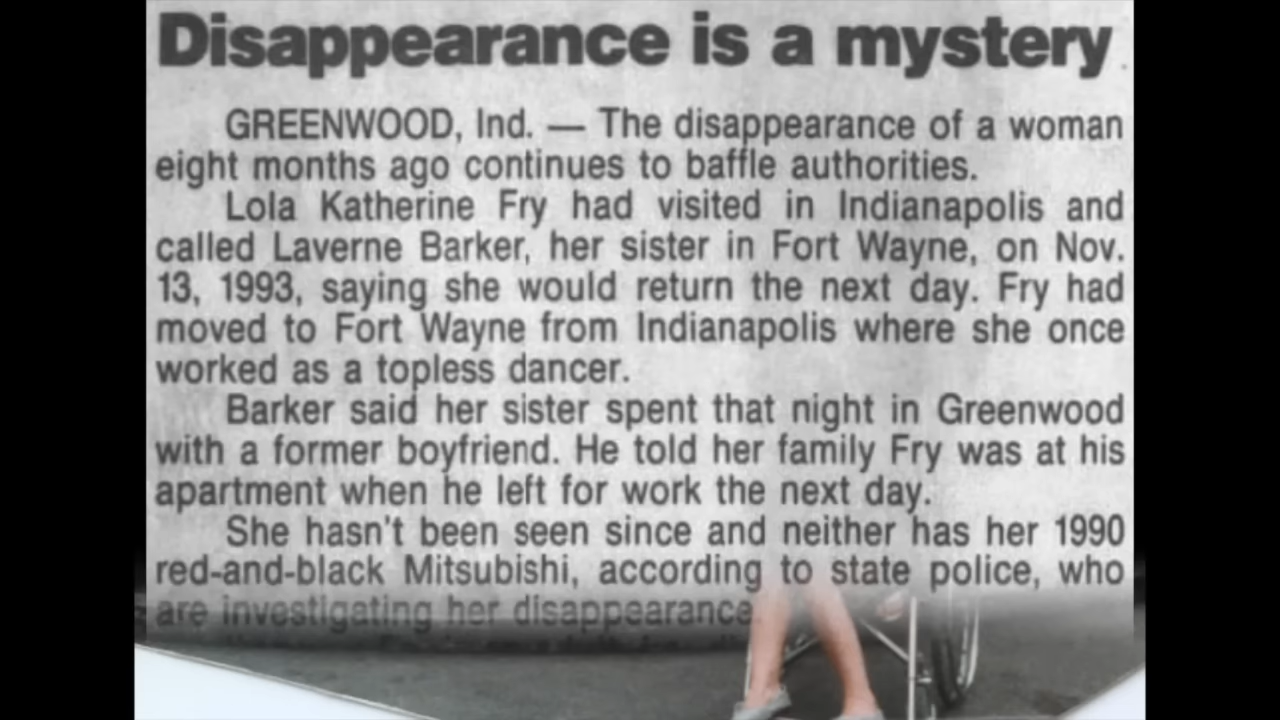 Disappearance is a mystery
GREENWOOD, Ind. — The disappearance of a woman
eight months ago continues to baffle authorities.
Lola Katherine Fry had visited in Indianapolis and
called Laverne Barker, her sister in Fort Wayne, on Nov.
13, 1993, saying she would return the next day. Fry had
moved to Fort Wayne from Indianapolis where she once
worked as a topless dancer.
Barker said her sister spent that night in Greenwood
with a former boyfriend. He told her family Fry was at his
apartment when he left for work the next day.
She hasn't been seen since and neither has her 1990
red-and-black Mitsubishi, according to state police, who
are investigating her disappearance.